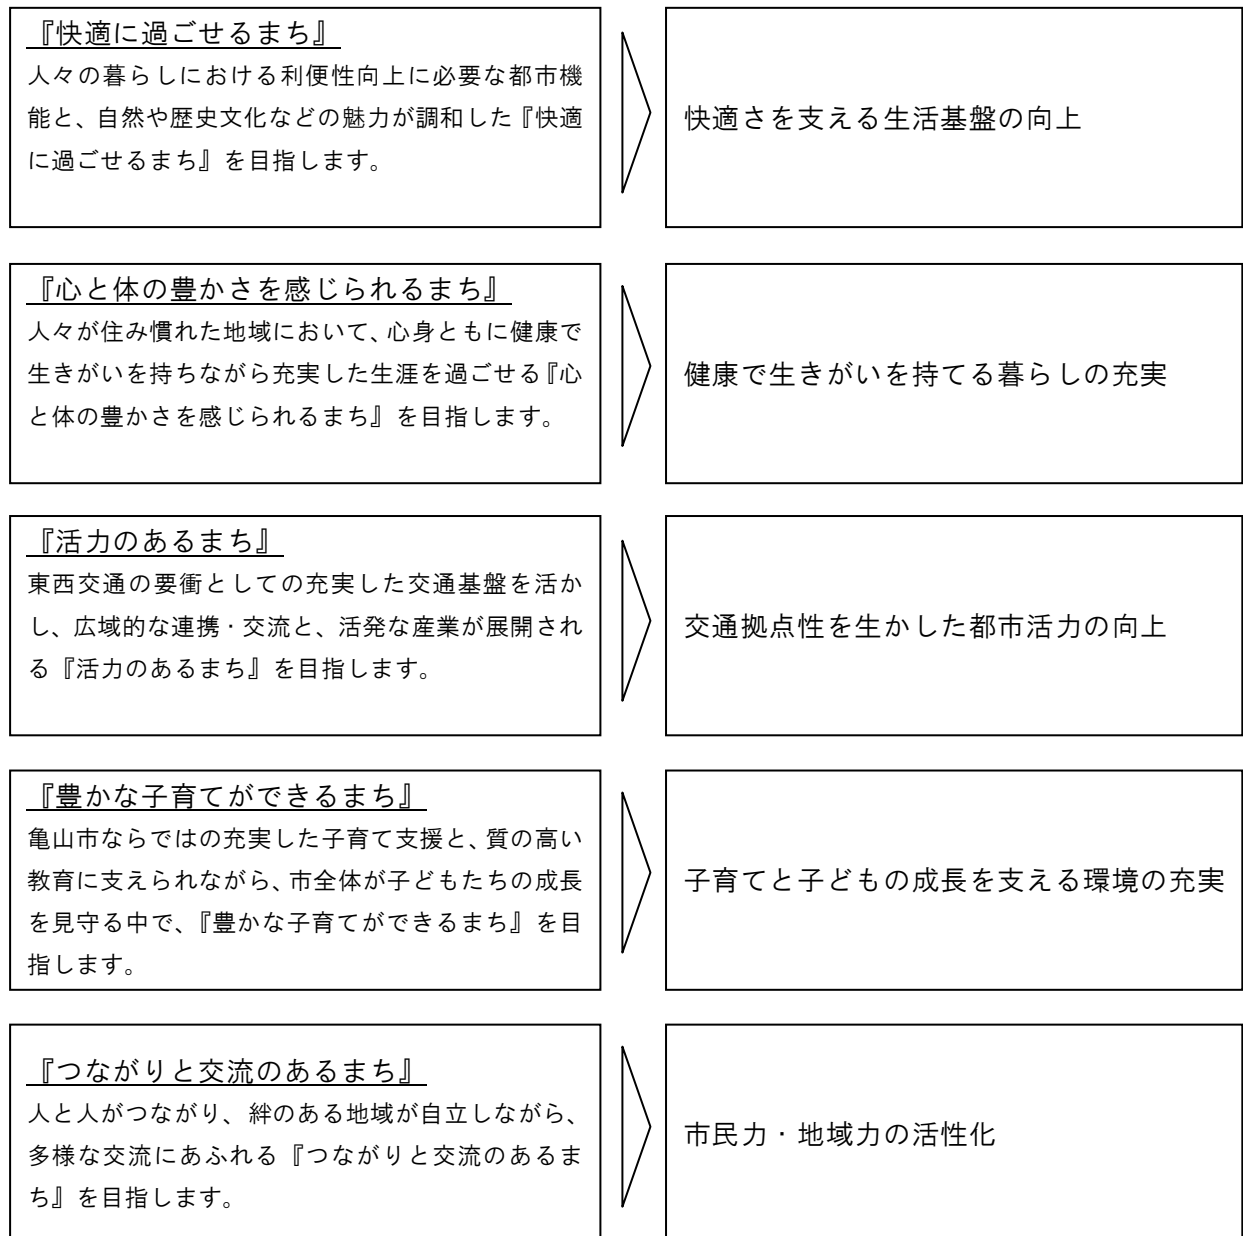 『快適に過ごせるまち』
人々の暮らしにおける利便性向上に必要な都市機
能と、自然や歴史文化などの魅力が調和した『快適
に過ごせるまち』を目指します。
快適さを支える生活基盤の向上
『心と体の豊かさを感じられるまち』
人々が住み慣れた地域において、心身ともに健康で
生きがいを持ちながら充実した生涯を過ごせる『心
と体の豊かさを感じられるまち』を目指します。
健康で生きがいを持てる暮らしの充実
『活力のあるまち』
東西交通の要衝としての充実した交通基盤を活か
し、広域的な連携・交流と、活発な産業が展開され
る『活力のあるまち』を目指します。
交通拠点性を生かした都市活力の向上
『豊かな子育てができるまち』
亀山市ならではの充実した子育て支援と、質の高い
教育に支えられながら、市全体が子どもたちの成長
を見守る中で、『豊かな子育てができるまち』を目
指します。
子育てと子どもの成長を支える環境の充実
『つながりと交流のあるまち』
人と人がつながり、絆のある地域が自立しながら、
多様な交流にあふれる『つながりと交流のあるま
ち』を目指します。
市民力・地域力の活性化